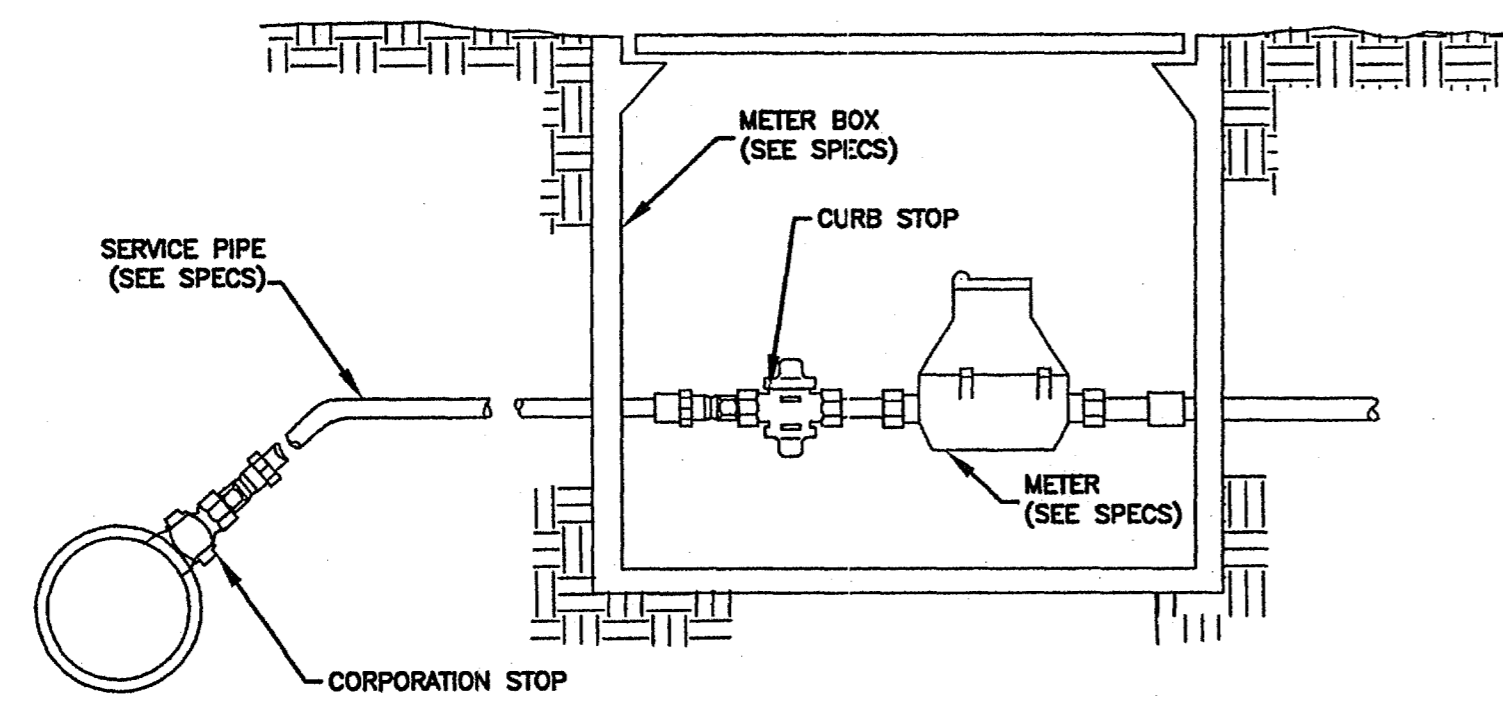 METER BOX
(SEE SPECS)
CURB STOP
SERVICE PIPE
(SEE SPECS)
METER
(SEE SPECS)
CORPORATION STOP